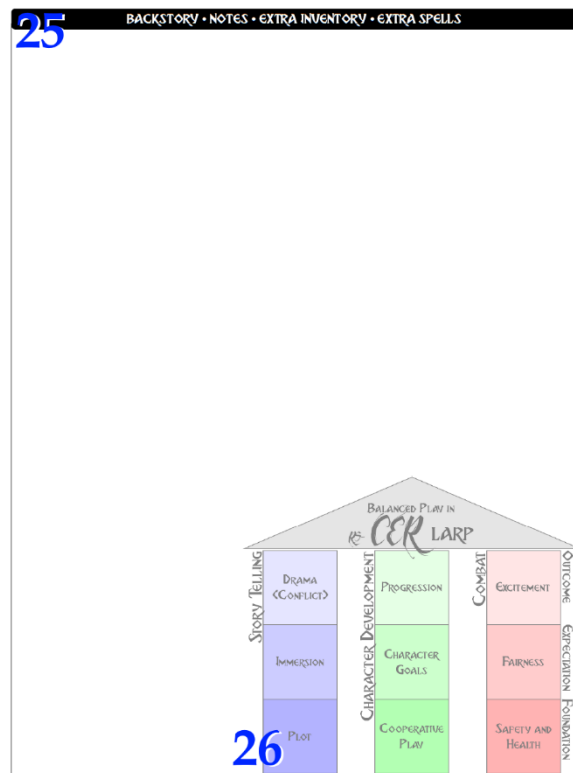 BACKSTORY • NOTES • EXTRA INVENTORY • EXTRA SPELLS
25
BALANCED PLAY IN
CER LARP
STORY TELLING
DRAMA
<CONFLICT>
IMMERSION
PLOT
26
CHARACTER DEVELOPMENT
PROGRESSION
CHARACTER
GOALS
COOPERATIVE
PLAY
COMBAT
EXCITEMENT
FAIRNESS
SAFETY AND
HEALTH
OUTCOME
EXPECTATION
FOUNDATION